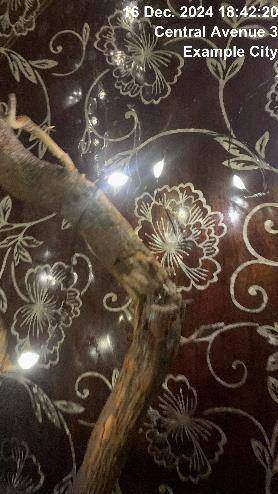 16 Dec. 2024 18:42:20
Central Avenue 3
Example City